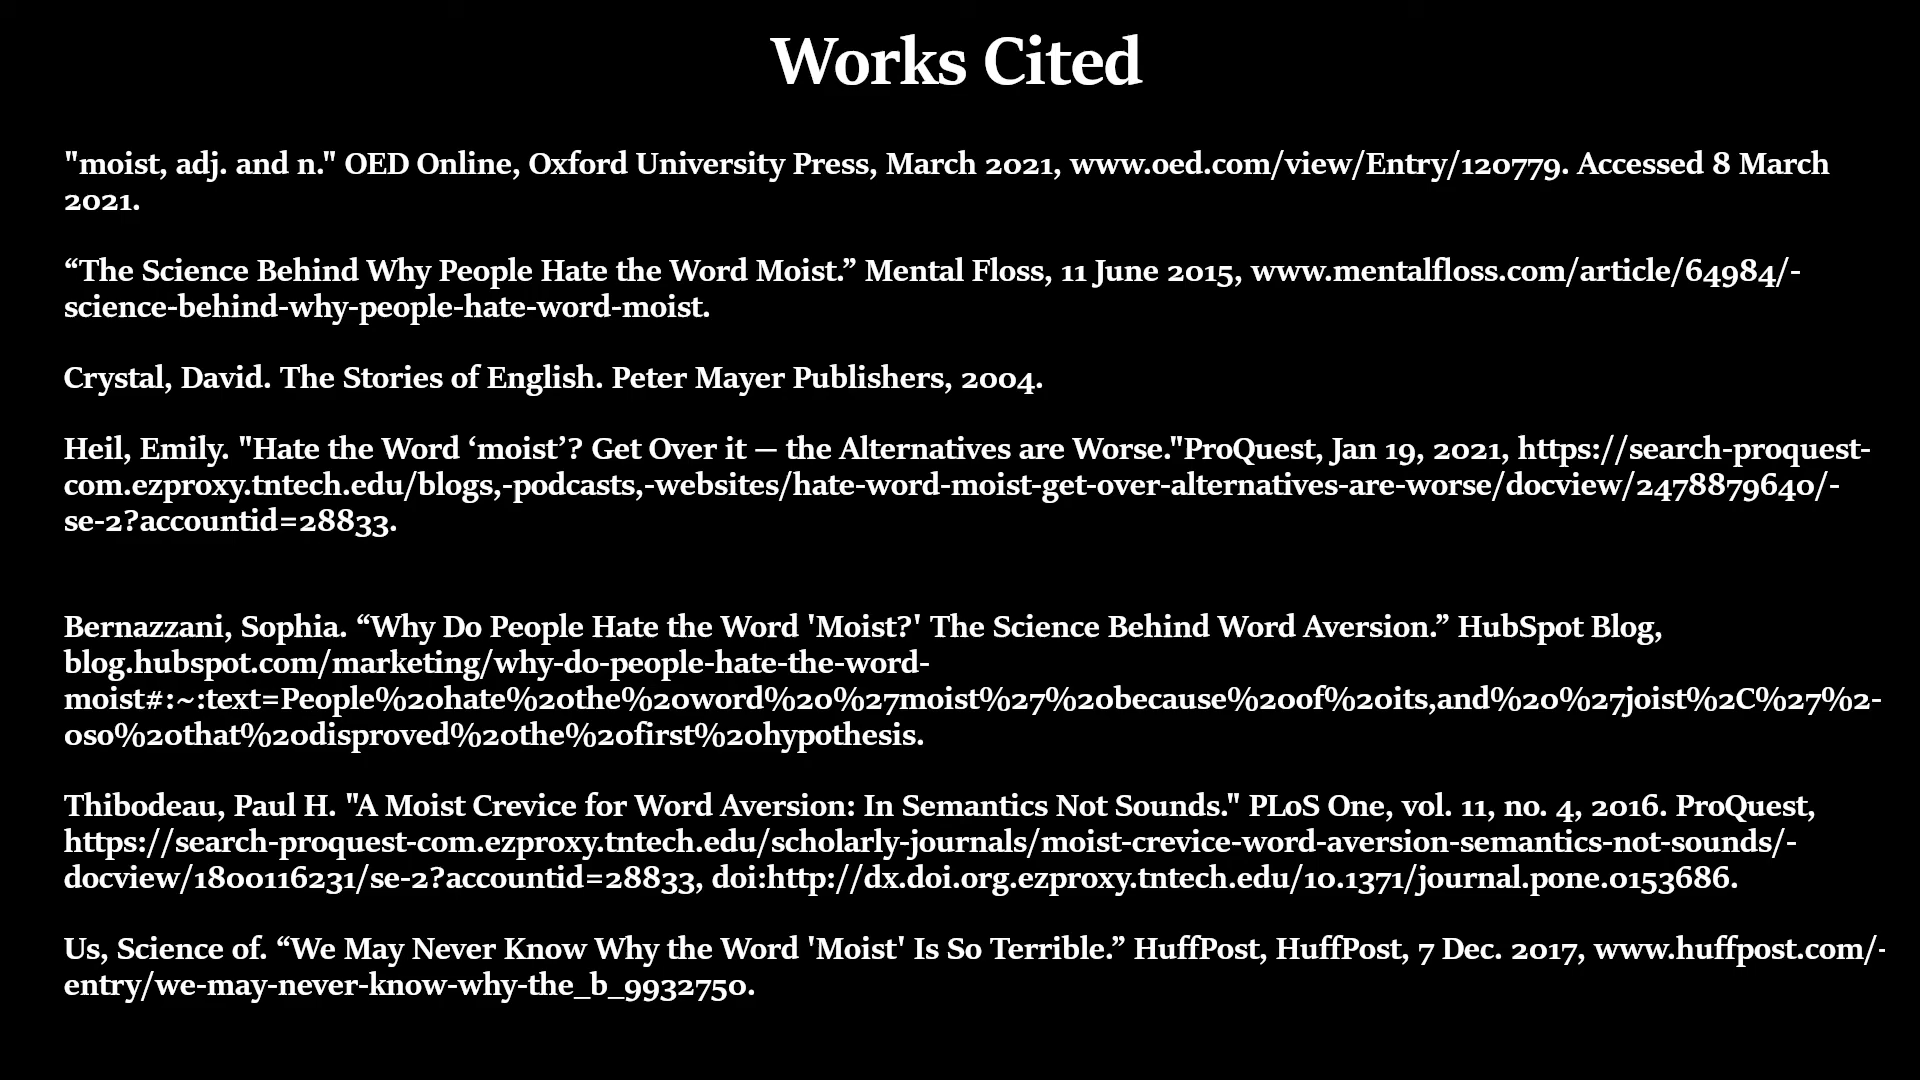 Works Cited
"moist, adj. and n." OED Online, Oxford University Press, March 2021, www.oed.com/view/Entry/120779. Accessed 8 March
2021.
“The Science Behind Why People Hate the Word Moist.” Mental Floss, 11 June 2015, www.mentalfloss.com/article/64984/-
science-behind-why-people-hate-word-moist.
Crystal, David. The Stories of English. Peter Mayer Publishers, 2004.
Heil, Emily. "Hate the Word ‘moist’? Get Over it — the Alternatives are Worse."ProQuest, Jan 19, 2021, https://search-proquest-
com.ezproxy.tntech.edu/blogs,-podcasts,-websites/hate-word-moist-get-over-alternatives-are-worse/docview/2478879640/-
se-2?accountid=28833.
Bernazzani, Sophia. “Why Do People Hate the Word 'Moist?' The Science Behind Word Aversion.” HubSpot Blog,
blog.hubspot.com/marketing/why-do-people-hate-the-word-
moist#:~:text=People%20hate%20the%20word%20%27moist%27%20because%20of%20its,and%20%27joist%2C%27%2-
0so%20that%20disproved%20the%20first%20hypothesis.
Thibodeau, Paul H. "A Moist Crevice for Word Aversion: In Semantics Not Sounds." PLoS One, vol. 11, no. 4, 2016. ProQuest,
https://search-proquest-com.ezproxy.tntech.edu/scholarly-journals/moist-crevice-word-aversion-semantics-not-sounds/-
docview/1800116231/se-2?accountid=28833, doi:http://dx.doi.org.ezproxy.tntech.edu/10.1371/journal.pone.0153686.
Us, Science of. “We May Never Know Why the Word 'Moist' Is So Terrible.” HuffPost, HuffPost, 7 Dec. 2017, www.huffpost.com/-
entry/we-may-never-know-why-the_b_9932750.